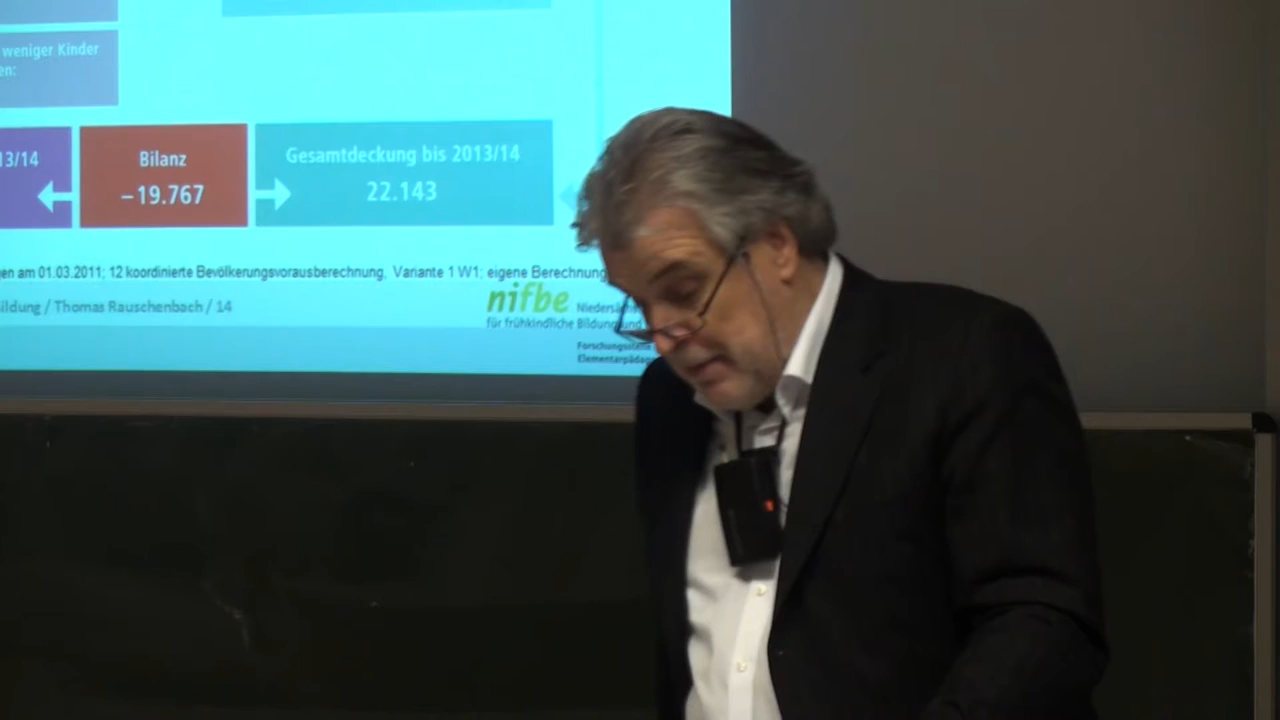 weniger Kinder
en:
13/14
Bilanz
−19.767
Gesamtdeckung bis 2013/14
22.143
en am 01.03.2011; 12 koordinierte Bevölkerungsvorausberechnung, Variante 1 W1; eigene Berechnung
ildung / Thomas Rauschenbach / 14
nifbe
für frühkindliche Bildung und